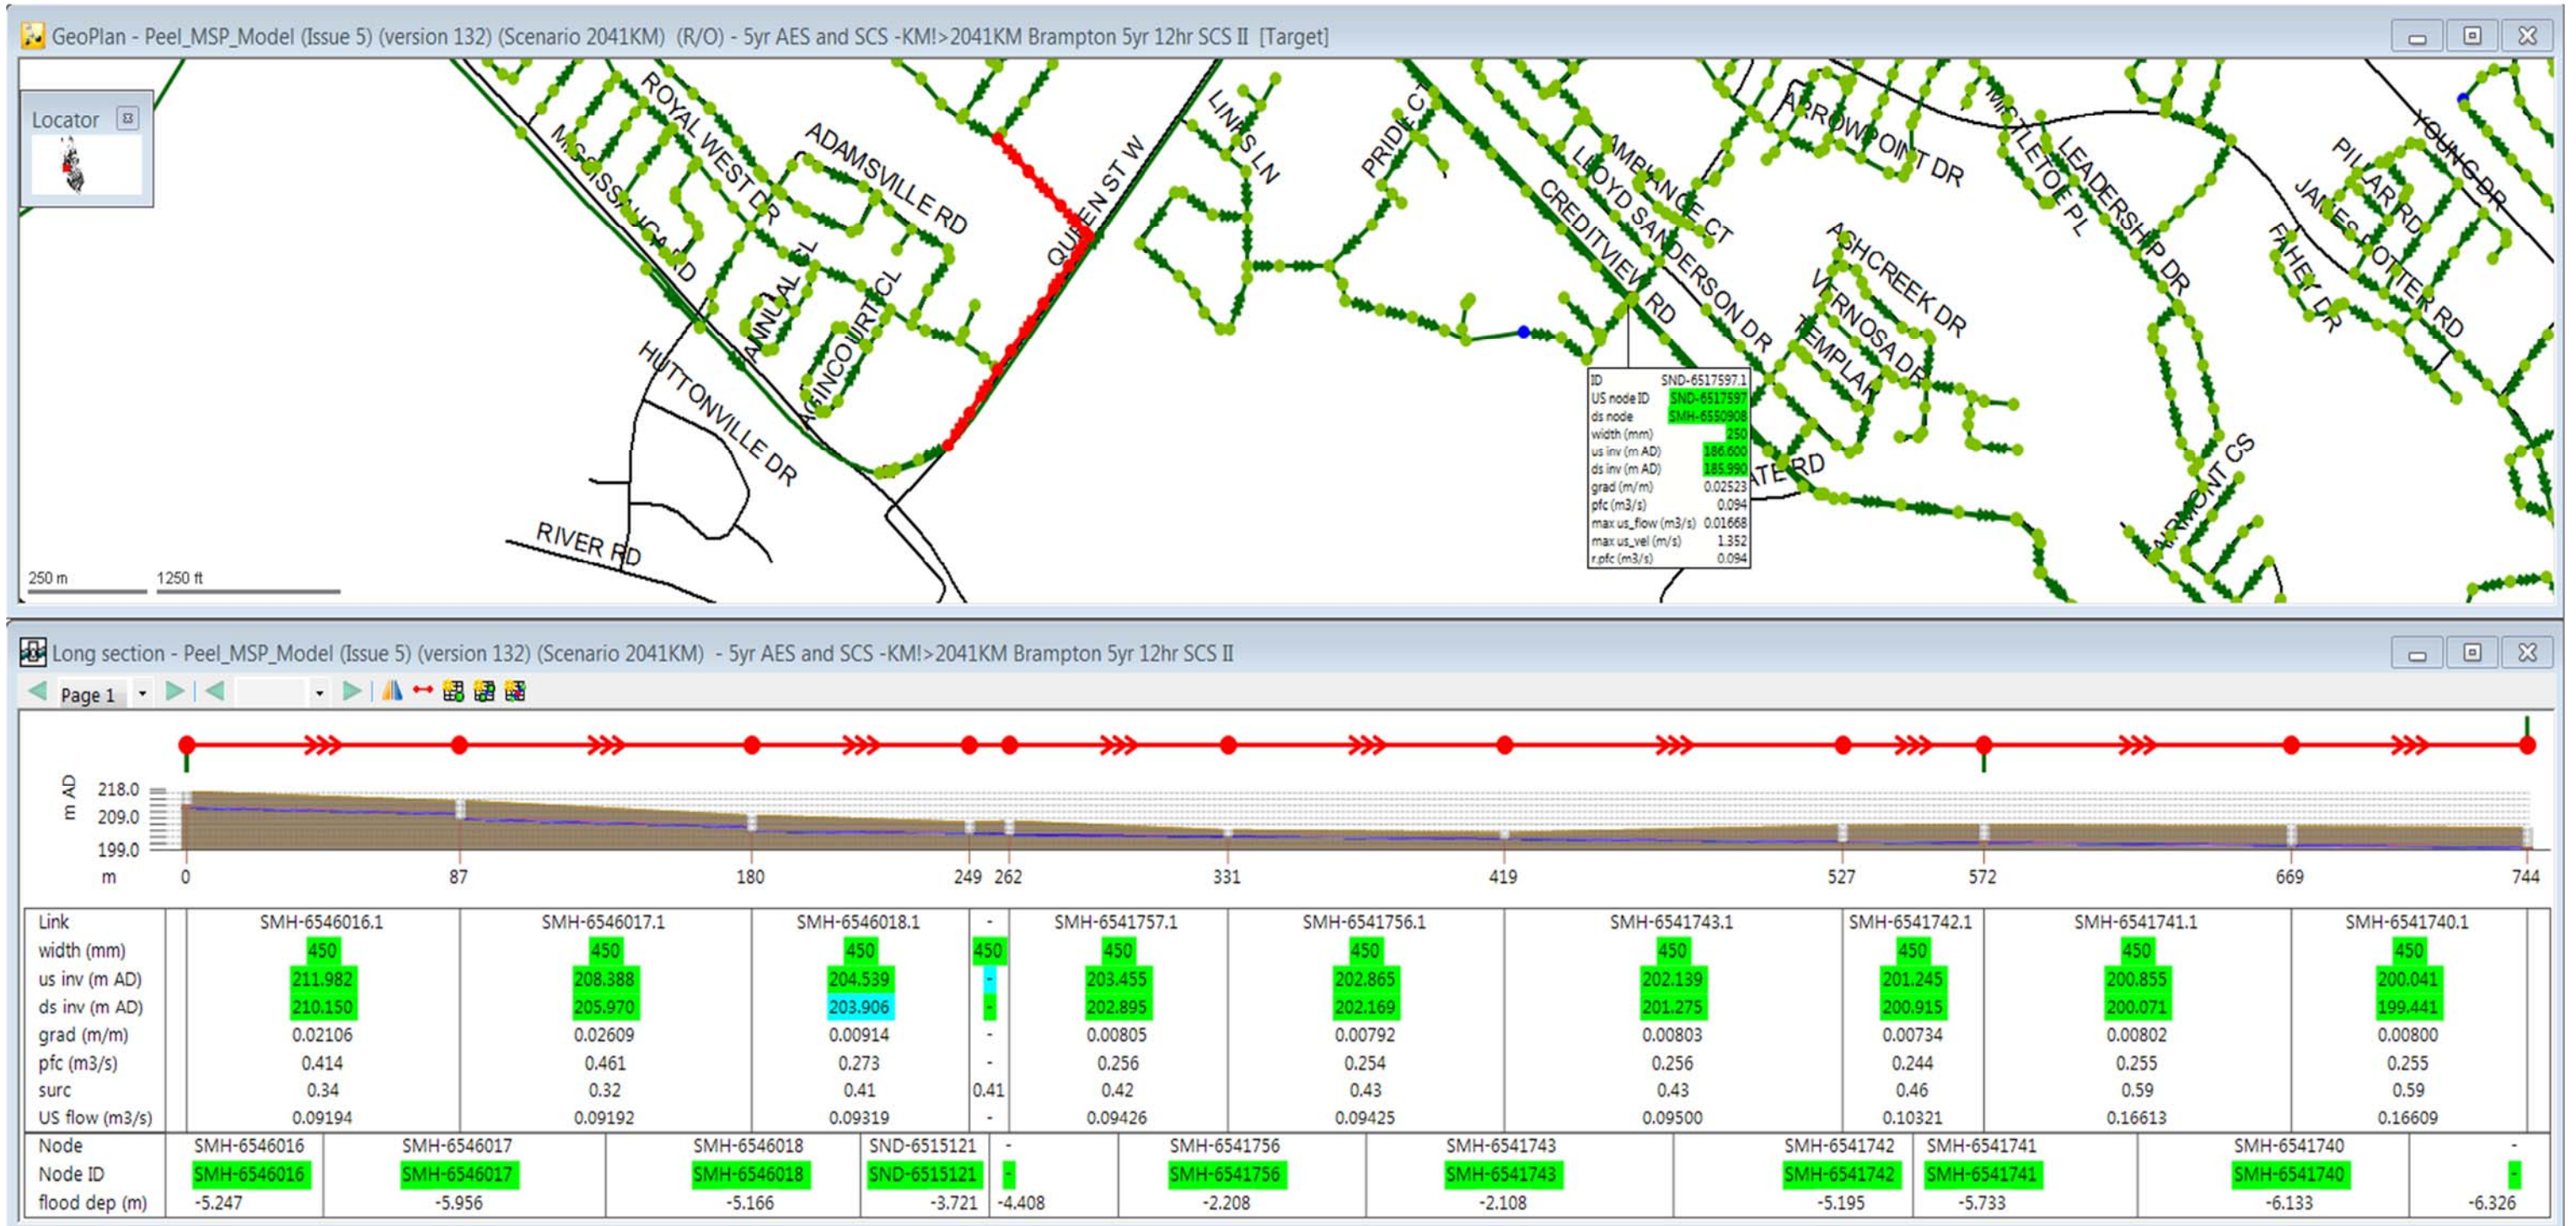 GeoPlan - Peel_MSP_Model (Issue 5) (version 132) (Scenario 2041KM) (R/O) - 5yr AES and SCS -KM!>2041KM Brampton 5yr 12hr SCS II [Target]
Locator
ROYAL WEST DR
MISSISSAUGA RD
ADAMSVILLE RD
QUEEN ST W
LINAS LN
PRIDE CT
ARROWPOINT DR
MISTLETOE PL
LEADERSHIP DR
YOUNG DR
PILLAR RD
JAMES POTTER RD
FAHEY DR
AMBIANCE CT
LLOYD SANDERSON DR
CREDITVIEW RD
ASHCREEK DR
VERNOSA DR
TEMPLAR
ANNUAL CL
AGINCOURT CL
HUTTONVILLE DR
RIVER RD
ATE RD
AIRMONT CS
ID SND-6517597.1
US node ID SND-6517597
ds node SMH-6550908
width (mm) 250
us inv (m AD) 186.600
ds inv (m AD) 185.990
grad (m/m) 0.02523
pfc (m3/s) 0.094
max us_flow (m3/s) 0.01668
max us_vel (m/s) 1.352
r.pfc (m3/s) 0.094
250 m 1250 ft
Long section - Peel_MSP_Model (Issue 5) (version 132) (Scenario 2041KM) - 5yr AES and SCS -KM!>2041KM Brampton 5yr 12hr SCS II
Page 1
m AD
218.0
209.0
199.0
m 0 87 180 249 262 331 419 527 572 669 744
Link SMH-6546016.1 SMH-6546017.1 SMH-6546018.1 - SMH-6541757.1 SMH-6541756.1 SMH-6541743.1 SMH-6541742.1 SMH-6541741.1 SMH-6541740.1
width (mm) 450 450 450 450 450 450 450 450 450 450
us inv (m AD) 211.982 208.388 204.539 - 203.455 202.865 202.139 201.245 200.855 200.041
ds inv (m AD) 210.150 205.970 203.906 - 202.895 202.169 201.275 200.915 200.071 199.441
grad (m/m) 0.02106 0.02609 0.00914 - 0.00805 0.00792 0.00803 0.00734 0.00802 0.00800
pfc (m3/s) 0.414 0.461 0.273 - 0.256 0.254 0.256 0.244 0.255 0.255
surc 0.34 0.32 0.41 0.41 0.42 0.43 0.43 0.46 0.59 0.59
US flow (m3/s) 0.09194 0.09192 0.09319 - 0.09426 0.09425 0.09500 0.10321 0.16613 0.16609
Node SMH-6546016 SMH-6546017 SMH-6546018 SND-6515121 - SMH-6541756 SMH-6541743 SMH-6541742 SMH-6541741 SMH-6541740 -
Node ID SMH-6546016 SMH-6546017 SMH-6546018 SND-6515121 - SMH-6541756 SMH-6541743 SMH-6541742 SMH-6541741 SMH-6541740 -
flood dep (m) -5.247 -5.956 -5.166 -3.721 -4.408 -2.208 -2.108 -5.195 -5.733 -6.133 -6.326